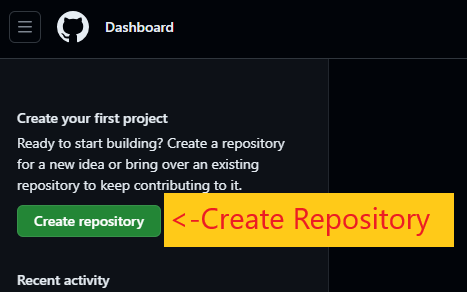 Dashboard
Create your first project
Ready to start building? Create a repository
for a new idea or bring over an existing
repository to keep contributing to it.
Create repository
<-Create Repository
Recent activity